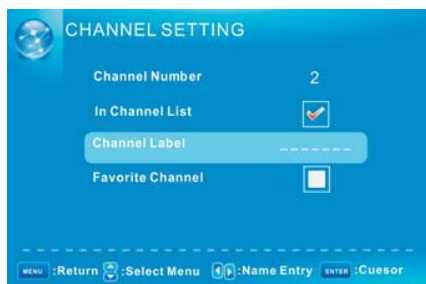 CHANNEL SETTING
Channel Number 2
In Channel List
Channel Label _ _ _ _ _ _ _
Favorite Channel
MENU :Return :Select Menu :Name Entry ENTER :Cuesor